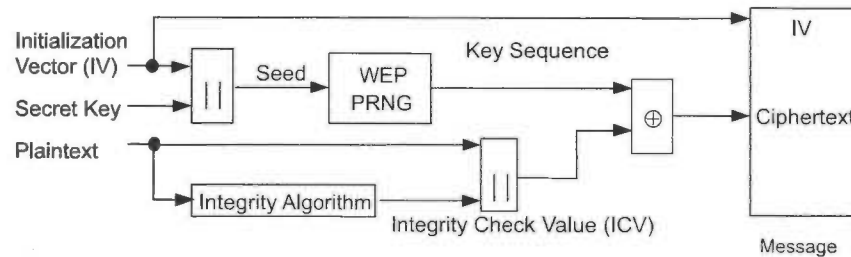 Initialization
Vector (IV)
IV
Key Sequence
Seed
WEP
PRNG
||
Secret Key
⊕
Ciphertext
Plaintext
||
Integrity Algorithm
Integrity Check Value (ICV)
Message